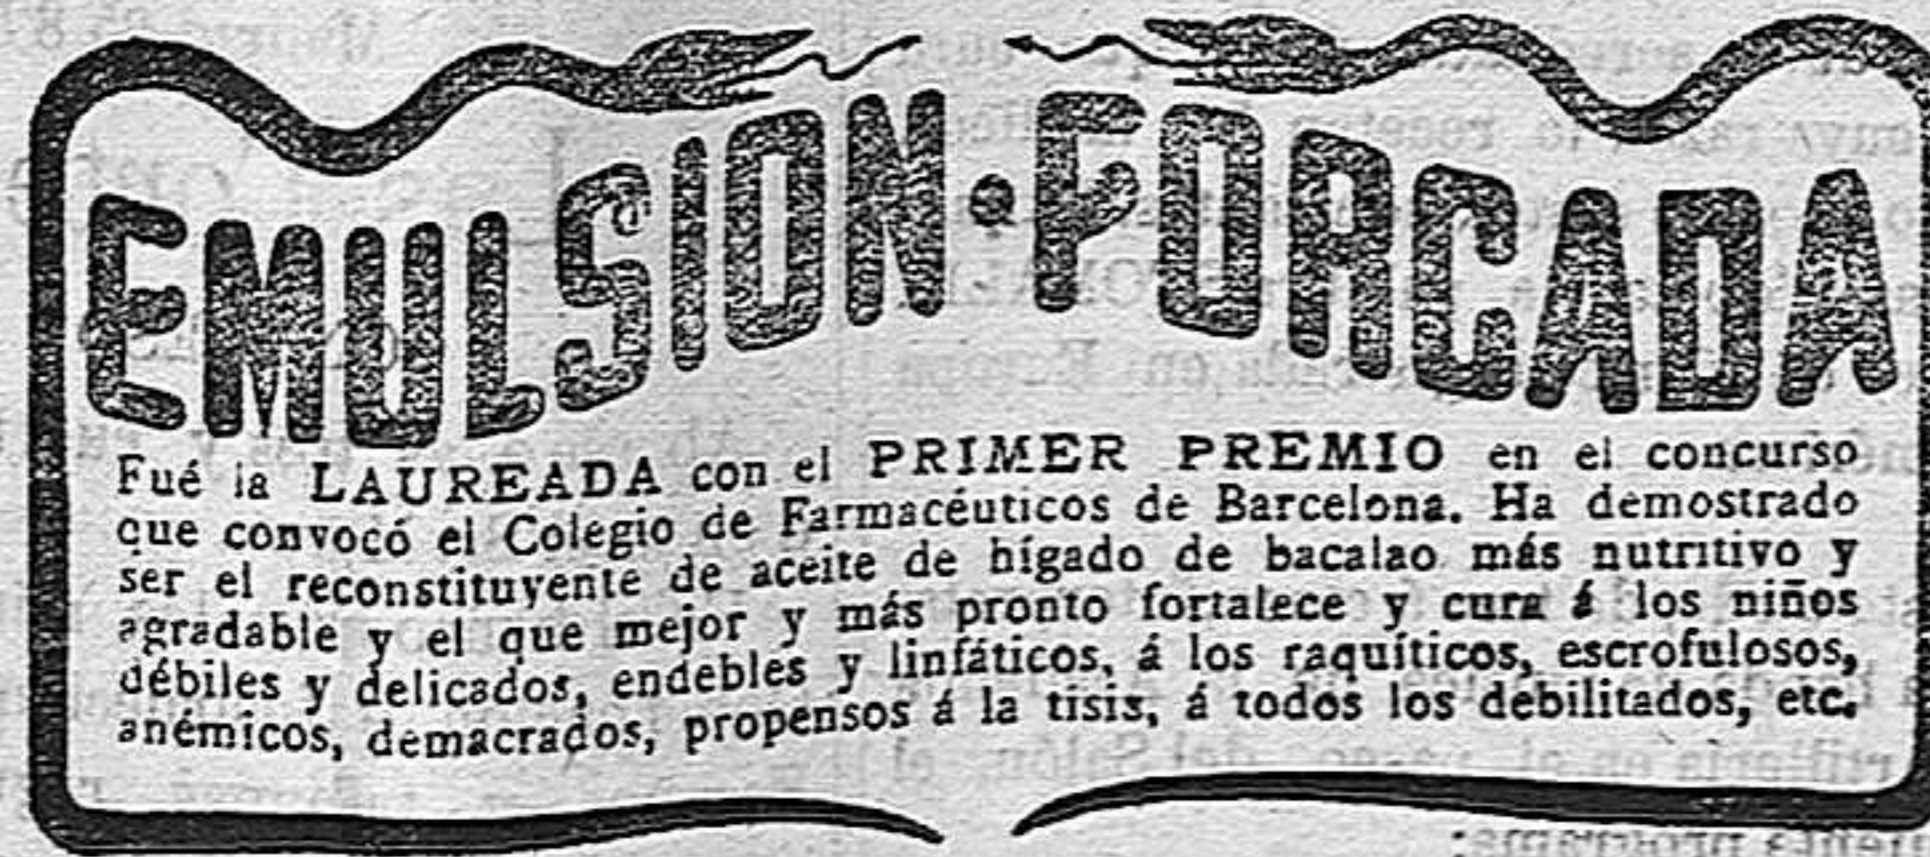 EMULSION · FORCADA
Fué la LAUREADA con el PRIMER PREMIO en el concurso
que convocó el Colegio de Farmacéuticos de Barcelona. Ha demostrado
ser el reconstituyente de aceite de hígado de bacalao más nutritivo y
agradable y el que mejor y más pronto fortalece y cura á los niños
débiles y delicados, endebles y linfáticos, á los raquíticos, escrofulosos,
anémicos, demacrados, propensos á la tisis, á todos los debilitados, etc.